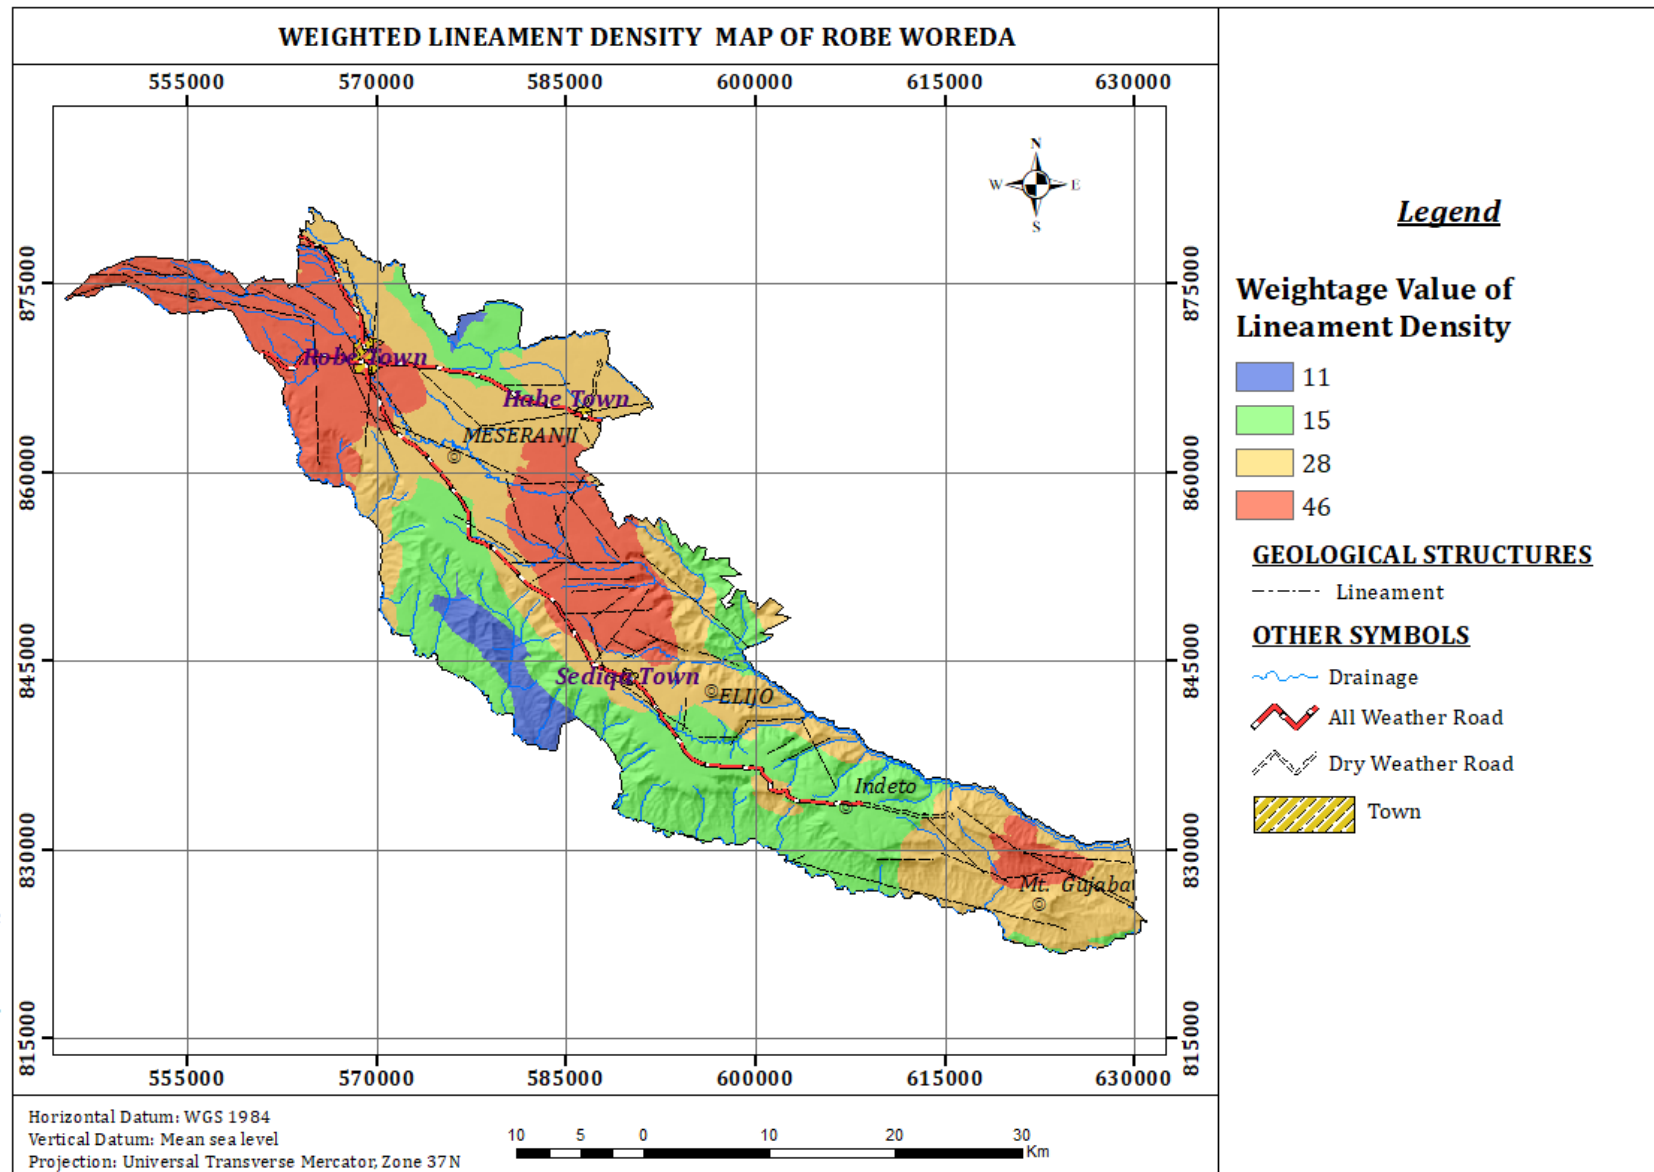 WEIGHTED LINEAMENT DENSITY MAP OF ROBE WOREDA
555000 570000 585000 600000 615000 630000
N
W E
S
875000 875000
860000 860000
845000 845000
830000 830000
815000 815000
Robe Town
Habe Town
MESERANJI
Sediqa Town
ELIJO
Indeto
Mt. Gujaba
555000 570000 585000 600000 615000 630000
Legend
Weightage Value of
Lineament Density
11
15
28
46
GEOLOGICAL STRUCTURES
Lineament
OTHER SYMBOLS
Drainage
All Weather Road
Dry Weather Road
Town
Horizontal Datum: WGS 1984
Vertical Datum: Mean sea level
Projection: Universal Transverse Mercator, Zone 37N
10 5 0 10 20 30
Km